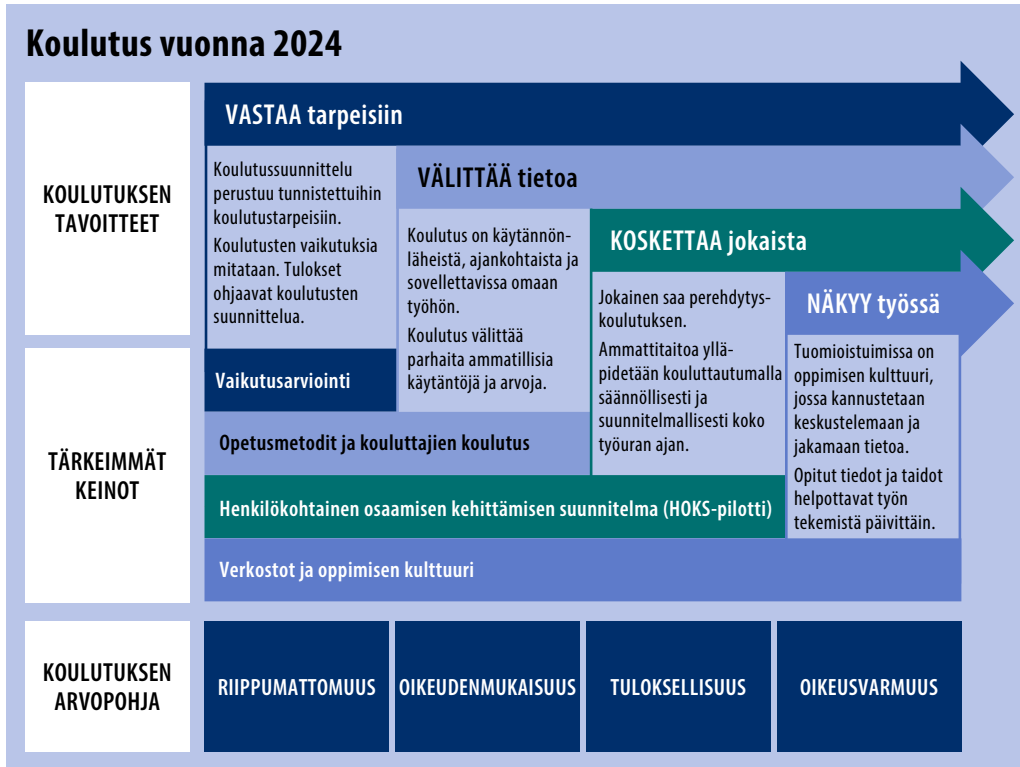 Koulutus vuonna 2024
KOULUTUKSEN
TAVOITTEET
VASTAA tarpeisiin
Koulutussuunnittelu
perustuu tunnistettuihin
koulutustarpeisiin.
Koulutusten vaikutuksia
mitataan. Tulokset
ohjaavat koulutusten
suunnittelua.
VÄLITTÄÄ tietoa
Koulutus on käytännön-
läheistä, ajankohtaista ja
sovellettavissa omaan
työhön.
Koulutus välittää
parhaita ammatillisia
käytäntöjä ja arvoja.
KOSKETTAA jokaista
Jokainen saa perehdytys-
koulutuksen.
Ammattitaitoa yllä-
pidetään kouluttautumalla
säännöllisesti ja
suunnitelmallisesti koko
työuran ajan.
NÄKYY työssä
Tuomioistuimissa on
oppimisen kulttuuri,
jossa kannustetaan
keskustelemaan ja
jakamaan tietoa.
Opitut tiedot ja taidot
helpottavat työn
tekemistä päivittäin.
TÄRKEIMMÄT
KEINOT
Vaikutusarviointi
Opetusmetodit ja kouluttajien koulutus
Henkilökohtainen osaamisen kehittämisen suunnitelma (HOKS-pilotti)
Verkostot ja oppimisen kulttuuri
KOULUTUKSEN
ARVOPOHJA
RIIPPUMATTOMUUS
OIKEUDENMUKAISUUS
TULOKSELLISUUS
OIKEUSVARMUUS